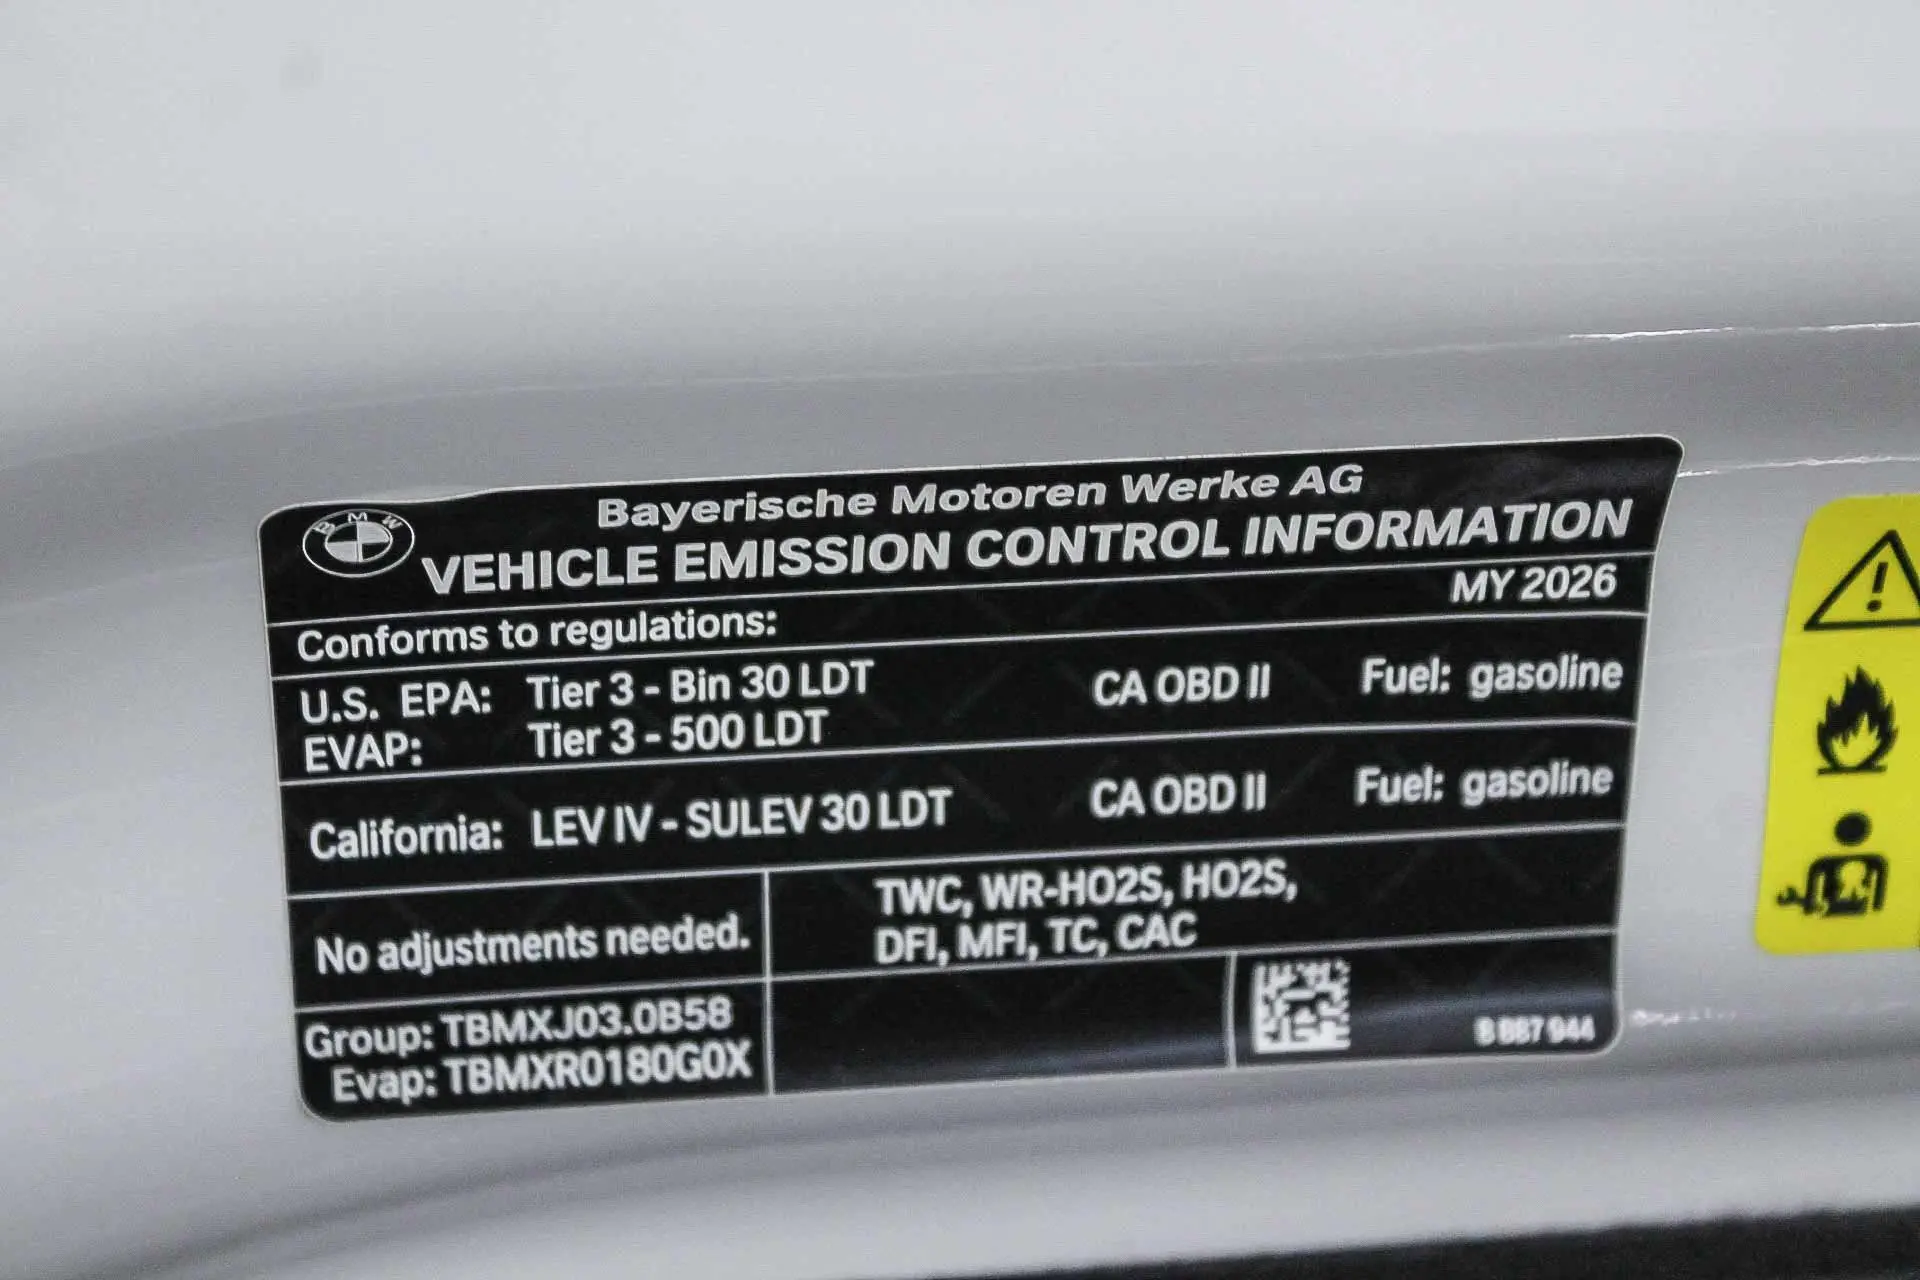 BMW
Bayerische Motoren Werke AG
VEHICLE EMISSION CONTROL INFORMATION
MY 2026
Conforms to regulations:
U.S. EPA: Tier 3 - Bin 30 LDT CA OBD II Fuel: gasoline
EVAP: Tier 3 - 500 LDT
California: LEV IV - SULEV 30 LDT CA OBD II Fuel: gasoline
No adjustments needed.
TWC, WR-HO2S, HO2S,
DFI, MFI, TC, CAC
Group: TBMXJ03.0B58
Evap: TBMXR0180G0X
8 887 944